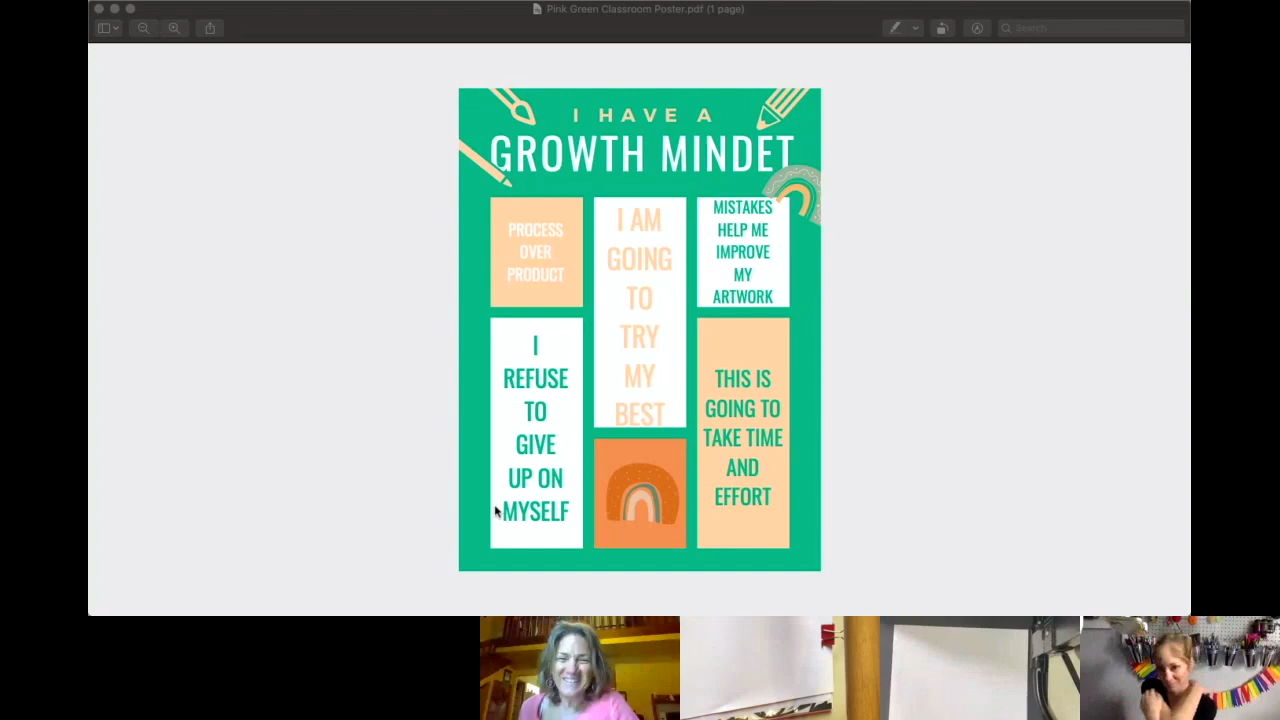 Pink Green Classroom Poster.pdf (1 page)
Search
I HAVE A
GROWTH MINDET
PROCESS
OVER
PRODUCT
I AM
GOING
TO
TRY
MY
BEST
MISTAKES
HELP ME
IMPROVE
MY
ARTWORK
I
REFUSE
TO
GIVE
UP ON
MYSELF
THIS IS
GOING TO
TAKE TIME
AND
EFFORT